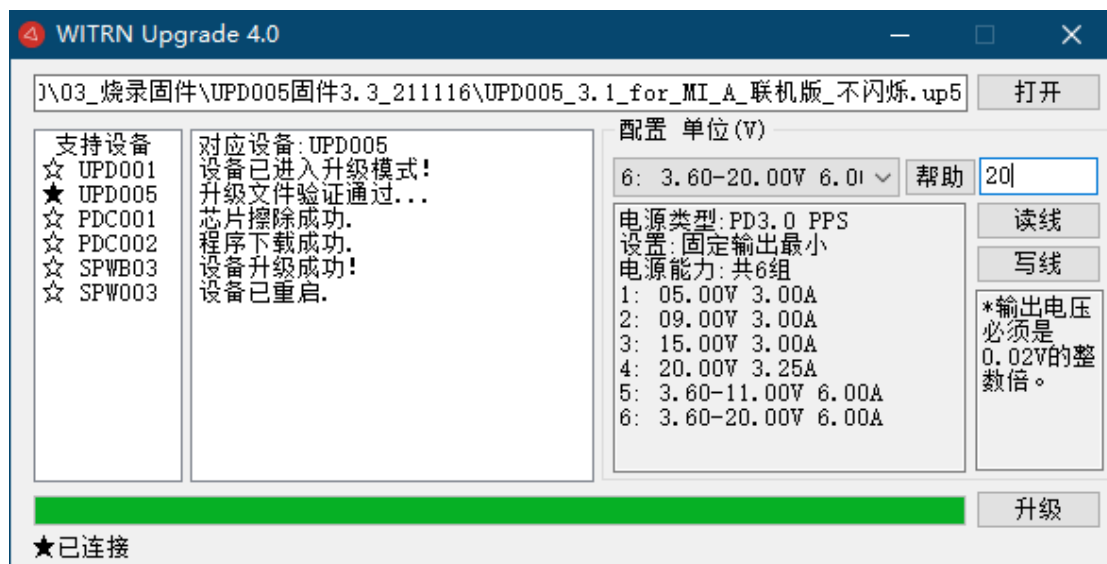 WITRN Upgrade 4.0
)\03_烧录固件\UPD005固件3.3_211116\UPD005_3.1_for_MI_A_联机版_不闪烁.up5
打开
支持设备
☆ UPD001
★ UPD005
☆ PDC001
☆ PDC002
☆ SPWB03
☆ SPW003
对应设备:UPD005
设备已进入升级模式!
升级文件验证通过...
芯片擦除成功.
程序下载成功.
设备升级成功!
设备已重启.
配置 单位(V)
6: 3.60-20.00V 6.0
帮助
20
电源类型:PD3.0 PPS
设置:固定输出最小
电源能力:共6组
1: 05.00V 3.00A
2: 09.00V 3.00A
3: 15.00V 3.00A
4: 20.00V 3.25A
5: 3.60-11.00V 6.00A
6: 3.60-20.00V 6.00A
读线
写线
*输出电压
必须是
0.02V的整
数倍。
升级
★已连接